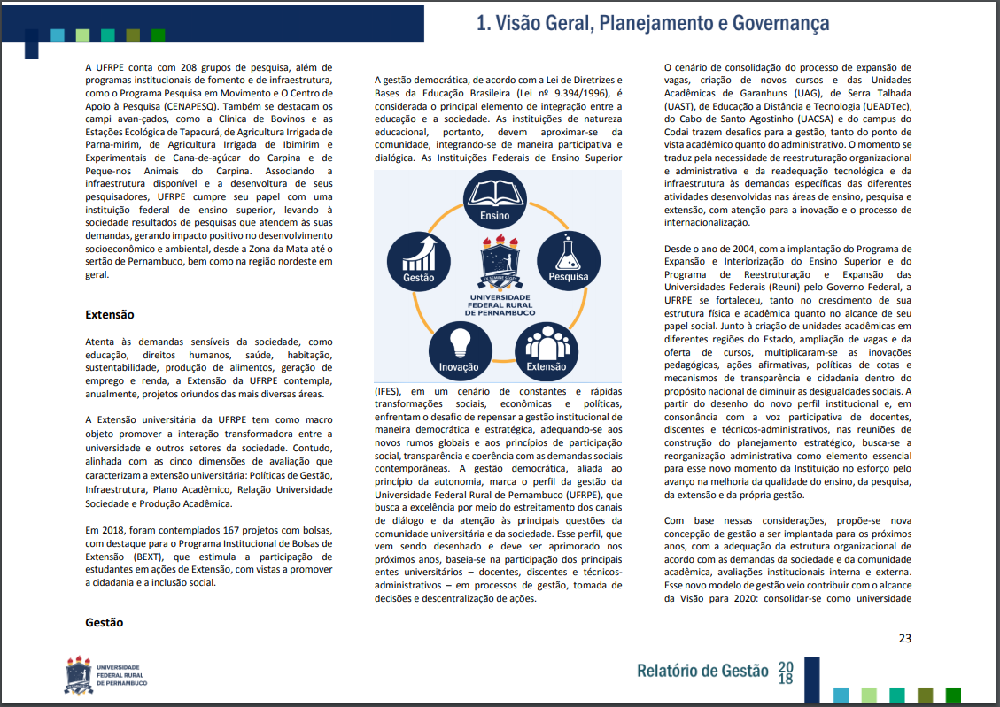 1. Visão Geral, Planejamento e Governança
A UFRPE conta com 208 grupos de pesquisa, além de
programas institucionais de fomento e de infraestrutura,
como o Programa Pesquisa em Movimento e O Centro de
Apoio à Pesquisa (CENAPESQ). Também se destacam os
campi avan-çados, como a Clínica de Bovinos e as
Estações Ecológica de Tapacurá, de Agricultura Irrigada de
Parna-mirim, de Agricultura Irrigada de Ibimirim e
Experimentais de Cana-de-açúcar do Carpina e de
Peque-nos Animais do Carpina. Associando a
infraestrutura disponível e a desenvoltura de seus
pesquisadores, UFRPE cumpre seu papel com uma
instituição federal de ensino superior, levando à
sociedade resultados de pesquisas que atendem às suas
demandas, gerando impacto positivo no desenvolvimento
socioeconômico e ambiental, desde a Zona da Mata até o
sertão de Pernambuco, bem como na região nordeste em
geral.
Extensão
Atenta às demandas sensíveis da sociedade, como
educação, direitos humanos, saúde, habitação,
sustentabilidade, produção de alimentos, geração de
emprego e renda, a Extensão da UFRPE contempla,
anualmente, projetos oriundos das mais diversas áreas.
A Extensão universitária da UFRPE tem como macro
objeto promover a interação transformadora entre a
universidade e outros setores da sociedade. Contudo,
alinhada com as cinco dimensões de avaliação que
caracterizam a extensão universitária: Políticas de Gestão,
Infraestrutura, Plano Acadêmico, Relação Universidade
Sociedade e Produção Acadêmica.
Em 2018, foram contemplados 167 projetos com bolsas,
com destaque para o Programa Institucional de Bolsas de
Extensão (BEXT), que estimula a participação de
estudantes em ações de Extensão, com vistas a promover
a cidadania e a inclusão social.
Gestão
A gestão democrática, de acordo com a Lei de Diretrizes e
Bases da Educação Brasileira (Lei nº 9.394/1996), é
considerada o principal elemento de integração entre a
educação e a sociedade. As instituições de natureza
educacional, portanto, devem aproximar-se da
comunidade, integrando-se de maneira participativa e
dialógica. As Instituições Federais de Ensino Superior
Ensino
Gestão
Pesquisa
UNIVERSIDADE
FEDERAL RURAL
DE PERNAMBUCO
Inovação
Extensão
(IFES), em um cenário de constantes e rápidas
transformações sociais, econômicas e políticas,
enfrentam o desafio de repensar a gestão institucional de
maneira democrática e estratégica, adequando-se aos
novos rumos globais e aos princípios de participação
social, transparência e coerência com as demandas sociais
contemporâneas. A gestão democrática, aliada ao
princípio da autonomia, marca o perfil da gestão da
Universidade Federal Rural de Pernambuco (UFRPE), que
busca a excelência por meio do estreitamento dos canais
de diálogo e da atenção às principais questões da
comunidade universitária e da sociedade. Esse perfil, que
vem sendo desenhado e deve ser aprimorado nos
próximos anos, baseia-se na participação dos principais
entes universitários – docentes, discentes e técnicos-
administrativos – em processos de gestão, tomada de
decisões e descentralização de ações.
O cenário de consolidação do processo de expansão de
vagas, criação de novos cursos e das Unidades
Acadêmicas de Garanhuns (UAG), de Serra Talhada
(UAST), de Educação a Distância e Tecnologia (UEADTec),
do Cabo de Santo Agostinho (UACSA) e do campus do
Codai trazem desafios para a gestão, tanto do ponto de
vista acadêmico quanto do administrativo. O momento se
traduz pela necessidade de reestruturação organizacional
e administrativa e da readequação tecnológica e da
infraestrutura às demandas específicas das diferentes
atividades desenvolvidas nas áreas de ensino, pesquisa e
extensão, com atenção para a inovação e o processo de
internacionalização.
Desde o ano de 2004, com a implantação do Programa de
Expansão e Interiorização do Ensino Superior e do
Programa de Reestruturação e Expansão das
Universidades Federais (Reuni) pelo Governo Federal, a
UFRPE se fortaleceu, tanto no crescimento de sua
estrutura física e acadêmica quanto no alcance de seu
papel social. Junto à criação de unidades acadêmicas em
diferentes regiões do Estado, ampliação de vagas e da
oferta de cursos, multiplicaram-se as inovações
pedagógicas, ações afirmativas, políticas de cotas e
mecanismos de transparência e cidadania dentro do
propósito nacional de diminuir as desigualdades sociais. A
partir do desenho do novo perfil institucional e, em
consonância com a voz participativa de docentes,
discentes e técnicos-administrativos, nas reuniões de
construção do planejamento estratégico, busca-se a
reorganização administrativa como elemento essencial
para esse novo momento da Instituição no esforço pelo
avanço na melhoria da qualidade do ensino, da pesquisa,
da extensão e da própria gestão.
Com base nessas considerações, propõe-se nova
concepção de gestão a ser implantada para os próximos
anos, com a adequação da estrutura organizacional de
acordo com as demandas da sociedade e da comunidade
acadêmica, avaliações institucionais interna e externa.
Esse novo modelo de gestão veio contribuir com o alcance
da Visão para 2020: consolidar-se como universidade
23
UNIVERSIDADE
FEDERAL RURAL
DE PERNAMBUCO
Relatório de Gestão 20
18